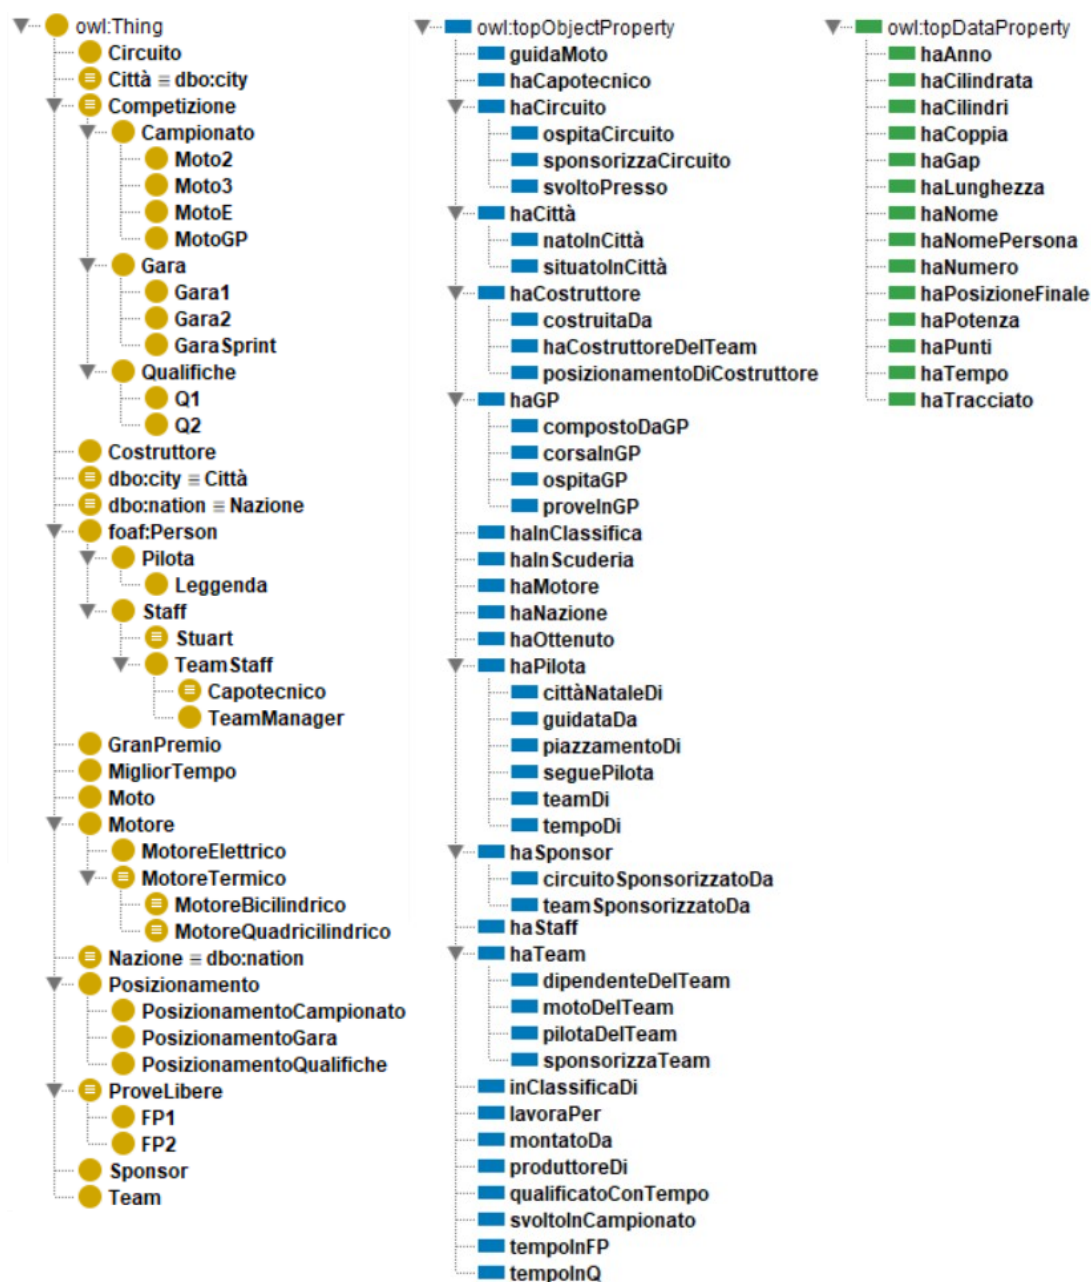 owl:Thing
Circuito
Città ≡ dbo:city
Competizione
Campionato
Moto2
Moto3
MotoE
MotoGP
Gara
Gara1
Gara2
GaraSprint
Qualifiche
Q1
Q2
Costruttore
dbo:city ≡ Città
dbo:nation ≡ Nazione
foaf:Person
Pilota
Leggenda
Staff
Stuart
TeamStaff
Capotecnico
TeamManager
GranPremio
MigliorTempo
Moto
Motore
MotoreElettrico
MotoreTermico
MotoreBicilindrico
MotoreQuadricilindrico
Nazione ≡ dbo:nation
Posizionamento
PosizionamentoCampionato
PosizionamentoGara
PosizionamentoQualifiche
ProveLibere
FP1
FP2
Sponsor
Team
owl:topObjectProperty
guidaMoto
haCapotecnico
haCircuito
ospitaCircuito
sponsorizzaCircuito
svoltoPresso
haCittà
natoInCittà
situatoInCittà
haCostruttore
costruitaDa
haCostruttoreDelTeam
posizionamentoDiCostruttore
haGP
compostoDaGP
corsaInGP
ospitaGP
proveInGP
haInClassifica
haInScuderia
haMotore
haNazione
haOttenuto
haPilota
cittàNataleDi
guidataDa
piazzamentoDi
seguePilota
teamDi
tempoDi
haSponsor
circuitoSponsorizzatoDa
teamSponsorizzatoDa
haStaff
haTeam
dipendenteDelTeam
motoDelTeam
pilotaDelTeam
sponsorizzaTeam
inClassificaDi
lavoraPer
montatoDa
produttoreDi
qualificatoConTempo
svoltoInCampionato
tempoInFP
tempoInQ
owl:topDataProperty
haAnno
haCilindrata
haCilindri
haCoppia
haGap
haLunghezza
haNome
haNomePersona
haNumero
haPosizioneFinale
haPotenza
haPunti
haTempo
haTracciato